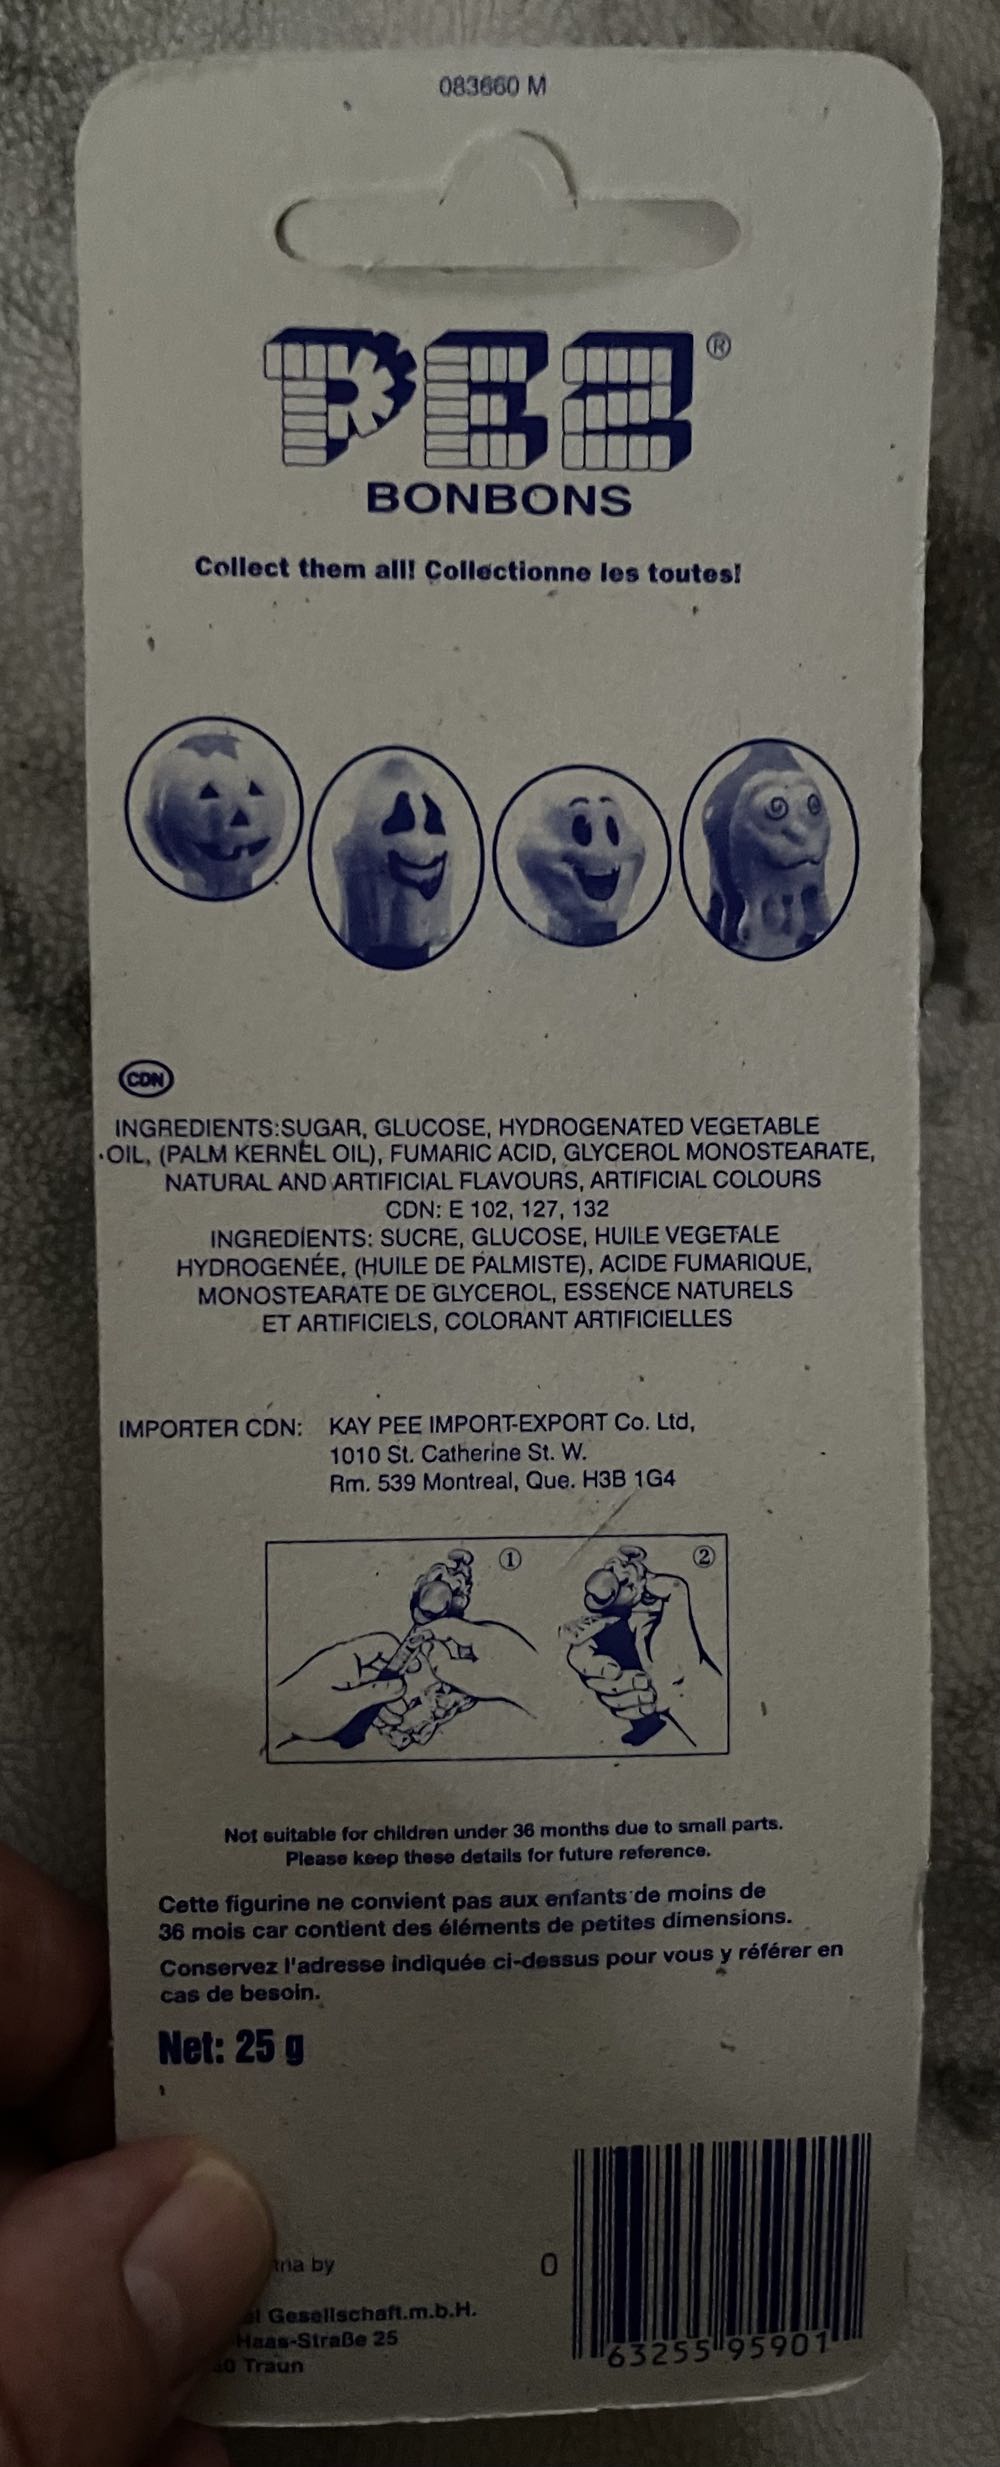 083660 M
PEZ®
BONBONS
Collect them all! Collectionne les toutes!
CDN
INGREDIENTS:SUGAR, GLUCOSE, HYDROGENATED VEGETABLE
OIL, (PALM KERNEL OIL), FUMARIC ACID, GLYCEROL MONOSTEARATE,
NATURAL AND ARTIFICIAL FLAVOURS, ARTIFICIAL COLOURS
CDN: E 102, 127, 132
INGREDIENTS: SUCRE, GLUCOSE, HUILE VEGETALE
HYDROGENÉE, (HUILE DE PALMISTE), ACIDE FUMARIQUE,
MONOSTEARATE DE GLYCEROL, ESSENCE NATURELS
ET ARTIFICIELS, COLORANT ARTIFICIELLES
IMPORTER CDN: KAY PEE IMPORT-EXPORT Co. Ltd,
1010 St. Catherine St. W.
Rm. 539 Montreal, Que. H3B 1G4
① ②
Not suitable for children under 36 months due to small parts.
Please keep these details for future reference.
Cette figurine ne convient pas aux enfants de moins de
36 mois car contient des éléments de petites dimensions.
Conservez l'adresse indiquée ci-dessus pour vous y référer en
cas de besoin.
Net: 25 g
by
Gesellschaft.m.b.H.
Haas-Straße 25
Traun
0 63255 95901